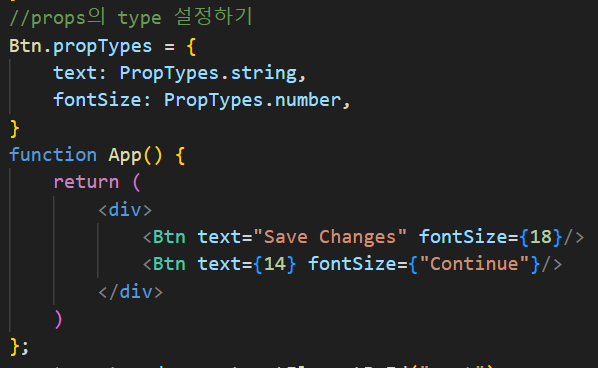 //props의 type 설정하기
Btn.propTypes = {
    text: PropTypes.string,
    fontSize: PropTypes.number,
}
function App() {
    return (
        <div>
            <Btn text="Save Changes" fontSize={18}/>
            <Btn text={14} fontSize={"Continue"}/>
        </div>
    )
};